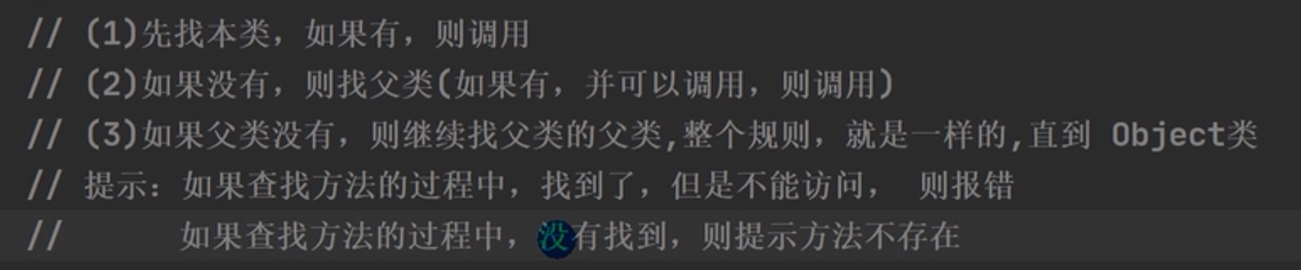 // (1)先找本类，如果有，则调用
// (2)如果没有，则找父类(如果有，并可以调用，则调用)
// (3)如果父类没有，则继续找父类的父类,整个规则，就是一样的,直到 Object类
// 提示：如果查找方法的过程中，找到了，但是不能访问， 则报错
//      如果查找方法的过程中，没有找到，则提示方法不存在